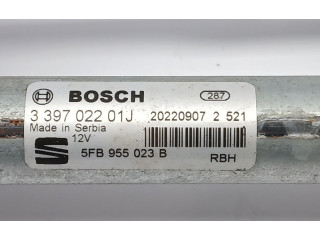 BOSCH
287
3 397 022 01J 20220907 2 521
Made in Serbia
12V
5FB 955 023 B RBH